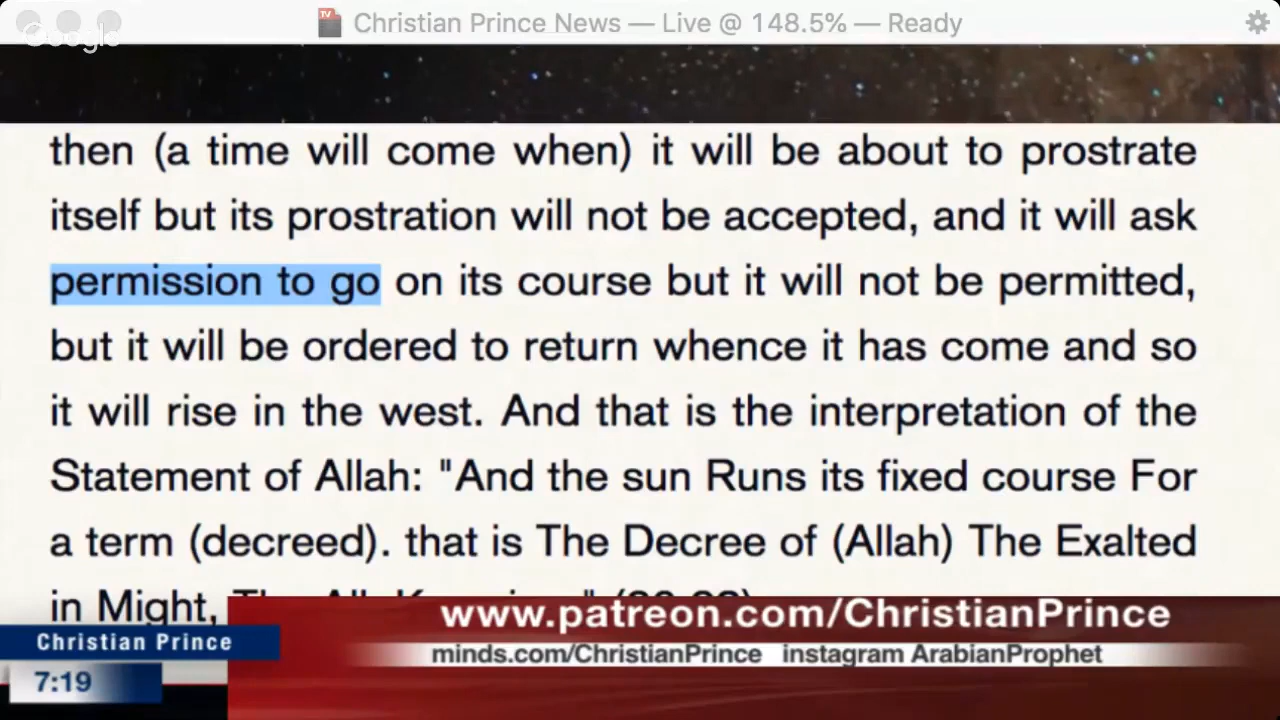 Christian Prince News — Live @ 148.5% — Ready
Google
then (a time will come when) it will be about to prostrate
itself but its prostration will not be accepted, and it will ask
permission to go on its course but it will not be permitted,
but it will be ordered to return whence it has come and so
it will rise in the west. And that is the interpretation of the
Statement of Allah: "And the sun Runs its fixed course For
a term (decreed). that is The Decree of (Allah) The Exalted
in Might,
www.patreon.com/ChristianPrince
Christian Prince
minds.com/ChristianPrince instagram ArabianProphet
7:19